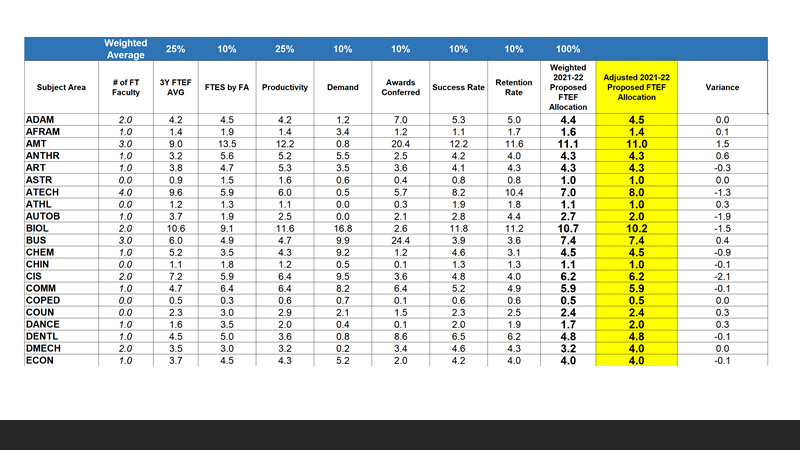 Weighted Average 25% 10% 25% 10% 10% 10% 10% 100%
Subject Area # of FT Faculty 3Y FTEF AVG FTES by FA Productivity Demand Awards Conferred Success Rate Retention Rate Weighted 2021-22 Proposed FTEF Allocation Adjusted 2021-22 Proposed FTEF Allocation Variance
ADAM 2.0 4.2 4.5 4.2 1.2 7.0 5.3 5.0 4.4 4.5 0.0
AFRAM 1.0 1.4 1.9 1.4 3.4 1.2 1.1 1.7 1.6 1.4 0.1
AMT 3.0 9.0 13.5 12.2 0.8 20.4 12.2 11.6 11.1 11.0 1.5
ANTHR 1.0 3.2 5.6 5.2 5.5 2.5 4.2 4.0 4.3 4.3 0.6
ART 1.0 3.8 4.7 5.3 3.5 3.6 4.1 4.3 4.3 4.3 -0.3
ASTR 0.0 0.9 1.5 1.6 0.6 0.4 0.8 0.8 1.0 1.0 0.0
ATECH 4.0 9.6 5.9 6.0 0.5 5.7 8.2 10.4 7.0 8.0 -1.3
ATHL 0.0 1.2 1.3 1.1 0.0 0.3 1.9 1.8 1.1 1.0 0.3
AUTOB 1.0 3.7 1.9 2.5 0.0 2.1 2.8 4.4 2.7 2.0 -1.9
BIOL 2.0 10.6 9.1 11.6 16.8 2.6 11.8 11.2 10.7 10.2 -1.5
BUS 3.0 6.0 4.9 4.7 9.9 24.4 3.9 3.6 7.4 7.4 0.4
CHEM 1.0 5.2 3.5 4.3 9.2 1.2 4.6 3.1 4.5 4.5 -0.9
CHIN 0.0 1.1 1.8 1.2 0.5 0.1 1.3 1.3 1.1 1.0 -0.1
CIS 2.0 7.2 5.9 6.4 9.5 3.6 4.8 4.0 6.2 6.2 -2.1
COMM 1.0 4.7 6.4 6.4 8.2 6.4 5.2 4.9 5.9 5.9 -0.1
COPED 0.0 0.5 0.3 0.6 0.7 0.1 0.6 0.6 0.5 0.5 0.0
COUN 0.0 2.3 3.0 2.9 2.1 1.5 2.3 2.5 2.4 2.4 0.3
DANCE 1.0 1.6 3.5 2.0 0.4 0.1 2.0 1.9 1.7 2.0 0.3
DENTL 1.0 4.5 5.0 3.6 0.8 8.6 6.5 6.2 4.8 4.8 -0.1
DMECH 2.0 3.5 3.0 3.2 0.2 3.4 4.6 4.3 3.2 4.0 0.0
ECON 1.0 3.7 4.5 4.3 5.2 2.0 4.2 4.0 4.0 4.0 -0.1